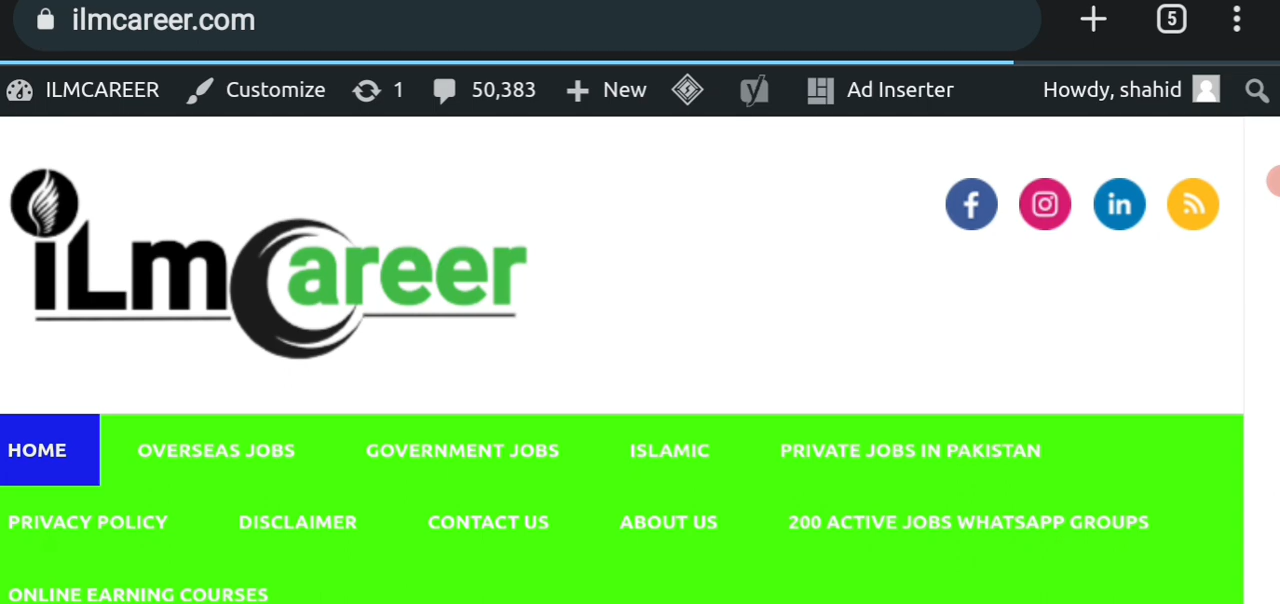 ilmcareer.com
5
ILMCAREER Customize 1 50,383 New Ad Inserter Howdy, shahid
iLmCareer
HOME OVERSEAS JOBS GOVERNMENT JOBS ISLAMIC PRIVATE JOBS IN PAKISTAN
PRIVACY POLICY DISCLAIMER CONTACT US ABOUT US 200 ACTIVE JOBS WHATSAPP GROUPS
ONLINE EARNING COURSES